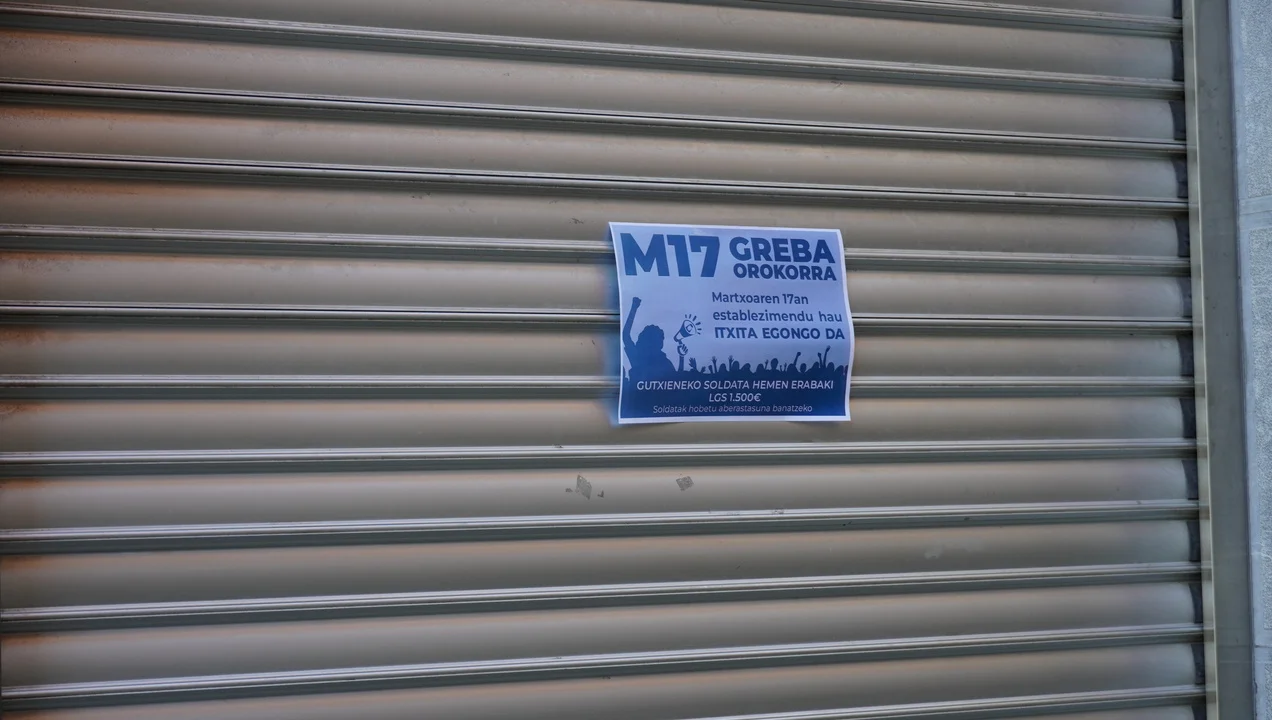 M17 GREBA
OROKORRA
Martxoaren 17an
establezimendu hau
ITXITA EGONGO DA
GUTXIENEKO SOLDATA HEMEN ERABAKI
LGS 1.500€
Soldatak hobetu aberastasuna banatzeko